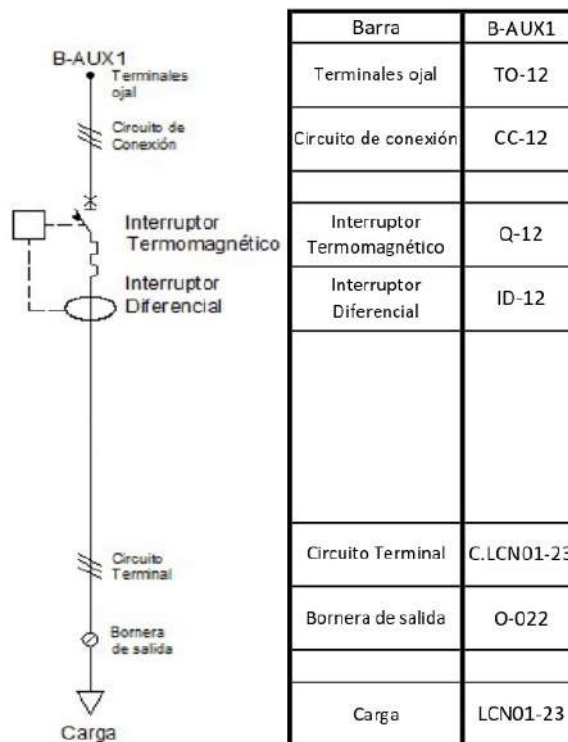 B-AUX1
Terminales
ojal
Circuito de
Conexión
Interruptor
Termomagnético
Interruptor
Diferencial
Circuito
Terminal
Bornera
de salida
Carga
Barra B-AUX1
Terminales ojal TO-12
Circuito de conexión CC-12
Interruptor
Termomagnético Q-12
Interruptor
Diferencial ID-12
Circuito Terminal C.LCN01-23
Bornera de salida O-022
Carga LCN01-23